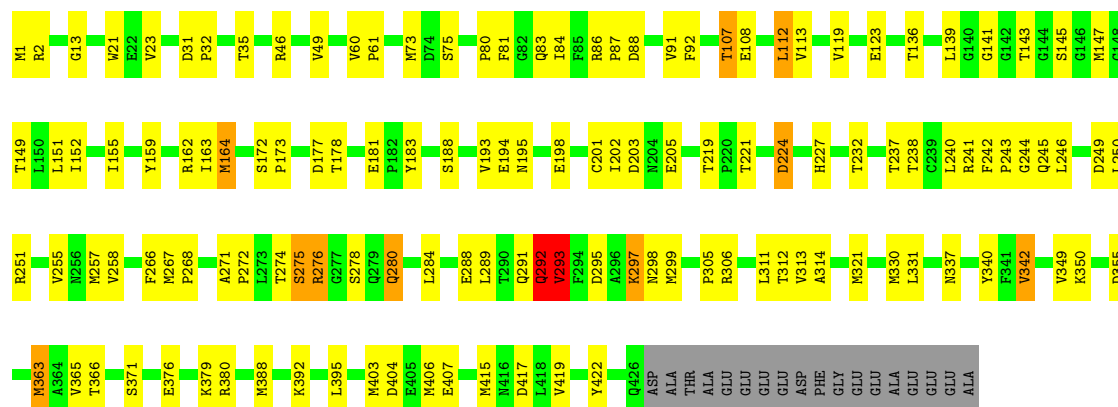 M1 R2 G13 W21 E22 V23 D31 P32 T35 R46 V49 V60 P61 M73 D74 S75 P80 F81 G82 Q83 I84 F85 R86 P87 D88 V91 F92 T107 E108 L112 V113 V119 E123 T136 L139 G140 G141 G142 T143 G144 S145 G146 M147 G148
T149 L150 L151 I152 I155 Y159 R162 I163 M164 S172 P173 D177 T178 E181 P182 Y183 S188 V193 E194 N195 E198 C201 I202 D203 N204 E205 T219 P220 T221 D224 H227 T232 T237 T238 C239 L240 R241 F242 P243 G244 Q245 L246 D249 L250
R251 V255 N256 M257 V258 F266 M267 P268 A271 P272 L273 T274 S275 R276 G277 S278 Q279 Q280 L284 E288 L289 T290 Q291 Q292 V293 F294 D295 A296 K297 N298 M299 P305 R306 L311 T312 V313 A314 M321 M330 L331 N337 Y340 F341 V342 V349 K350 D355
M363 A364 V365 T366 S371 E376 K379 R380 M388 K392 L395 M403 D404 E405 M406 E407 M415 N416 D417 L418 V419 Y422 Q426 ASP ALA THR ALA GLU GLU GLU GLU ASP PHE GLY GLU GLU ALA GLU GLU GLU ALA